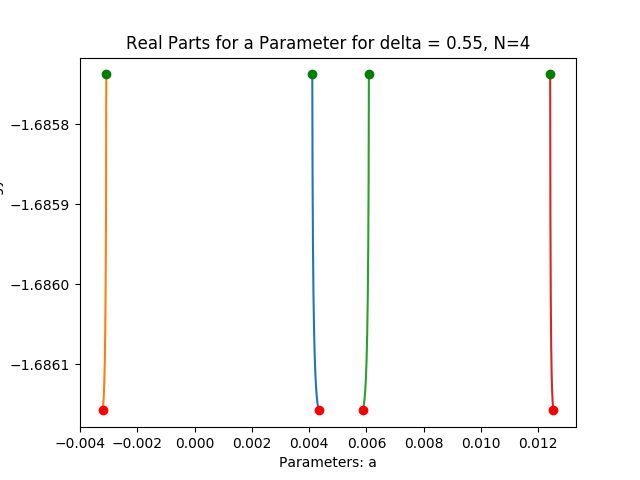 Real Parts for a Parameter for delta = 0.55, N=4
−1.6858
−1.6859
−1.6860
−1.6861
−0.004 −0.002 0.000 0.002 0.004 0.006 0.008 0.010 0.012
Parameters: a